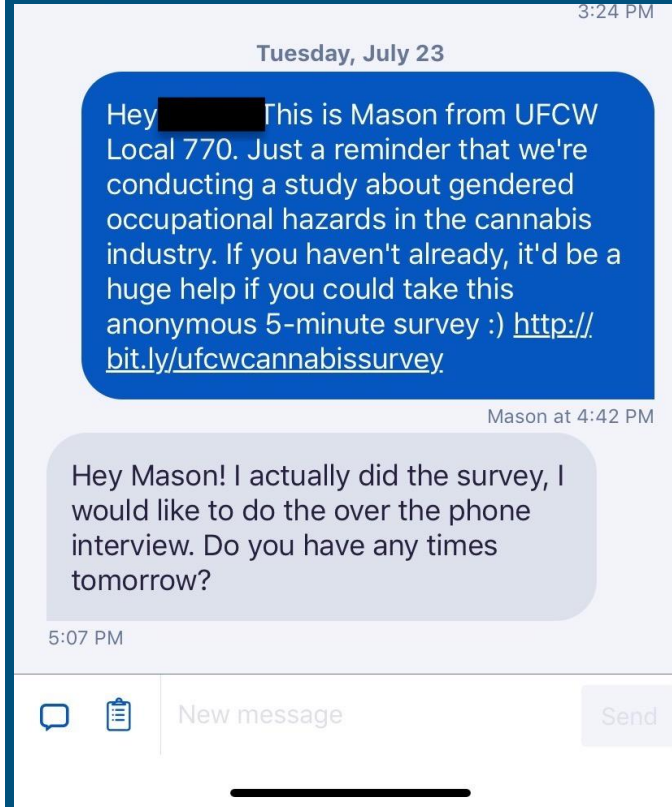 3:24 PM
Tuesday, July 23
Hey This is Mason from UFCW
Local 770. Just a reminder that we're
conducting a study about gendered
occupational hazards in the cannabis
industry. If you haven't already, it'd be a
huge help if you could take this
anonymous 5-minute survey :) http://
bit.ly/ufcwcannabissurvey
Mason at 4:42 PM
Hey Mason! I actually did the survey, I
would like to do the over the phone
interview. Do you have any times
tomorrow?
5:07 PM
New message Send